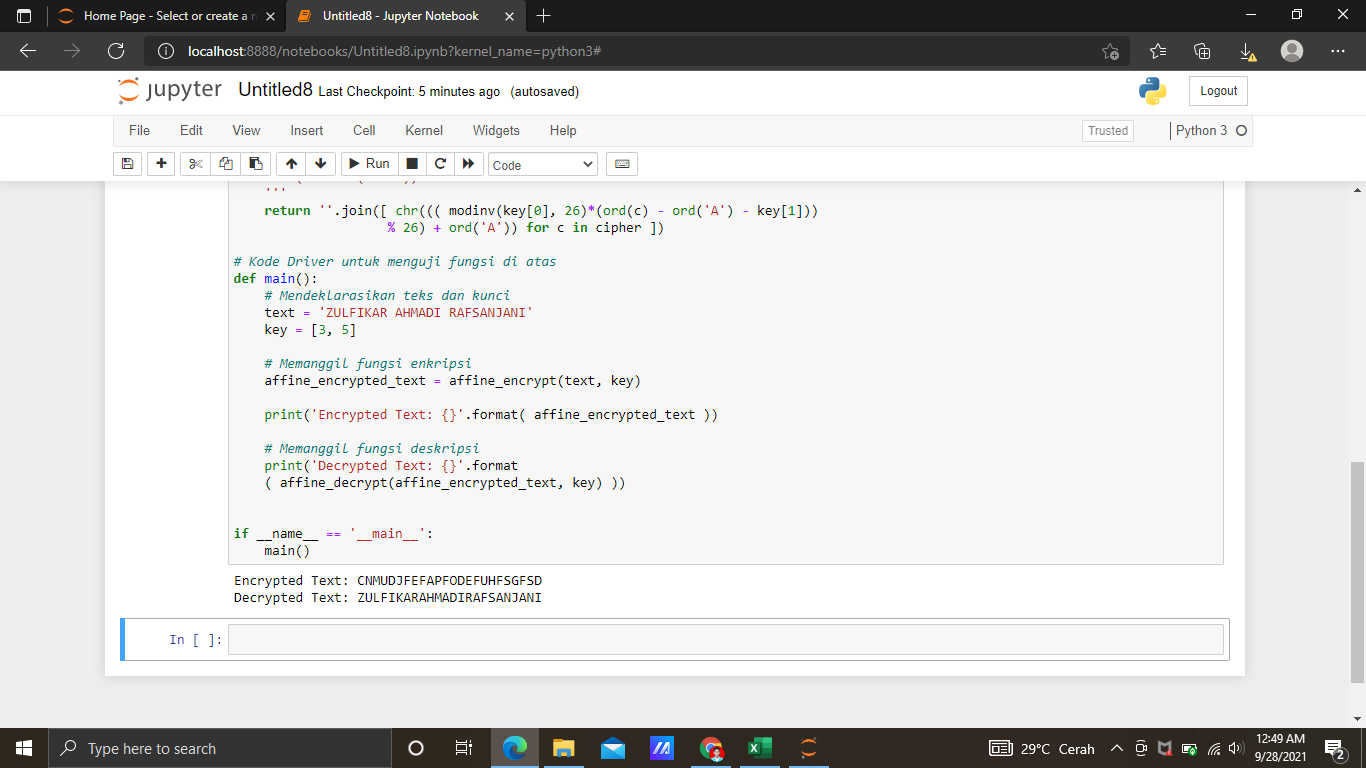 Home Page - Select or create a n
Untitled8 - Jupyter Notebook
localhost:8888/notebooks/Untitled8.ipynb?kernel_name=python3#
jupyter Untitled8 Last Checkpoint: 5 minutes ago (autosaved)
Logout
File Edit View Insert Cell Kernel Widgets Help
Trusted
Python 3
Run
Code
'''
return ''.join([ chr((( modinv(key[0], 26)*(ord(c) - ord('A') - key[1]))
% 26) + ord('A')) for c in cipher ])
# Kode Driver untuk menguji fungsi di atas
def main():
# Mendeklarasikan teks dan kunci
text = 'ZULFIKAR AHMADI RAFSANJANI'
key = [3, 5]
# Memanggil fungsi enkripsi
affine_encrypted_text = affine_encrypt(text, key)
print('Encrypted Text: {}'.format( affine_encrypted_text ))
# Memanggil fungsi deskripsi
print('Decrypted Text: {}'.format
( affine_decrypt(affine_encrypted_text, key) ))
if __name__ == '__main__':
main()
Encrypted Text: CNMUDJFEFAPFODEFUHFSGFSD
Decrypted Text: ZULFIKARAHMADIRAFSANJANI
In [ ]:
Type here to search
29°C Cerah
12:49 AM
9/28/2021
2